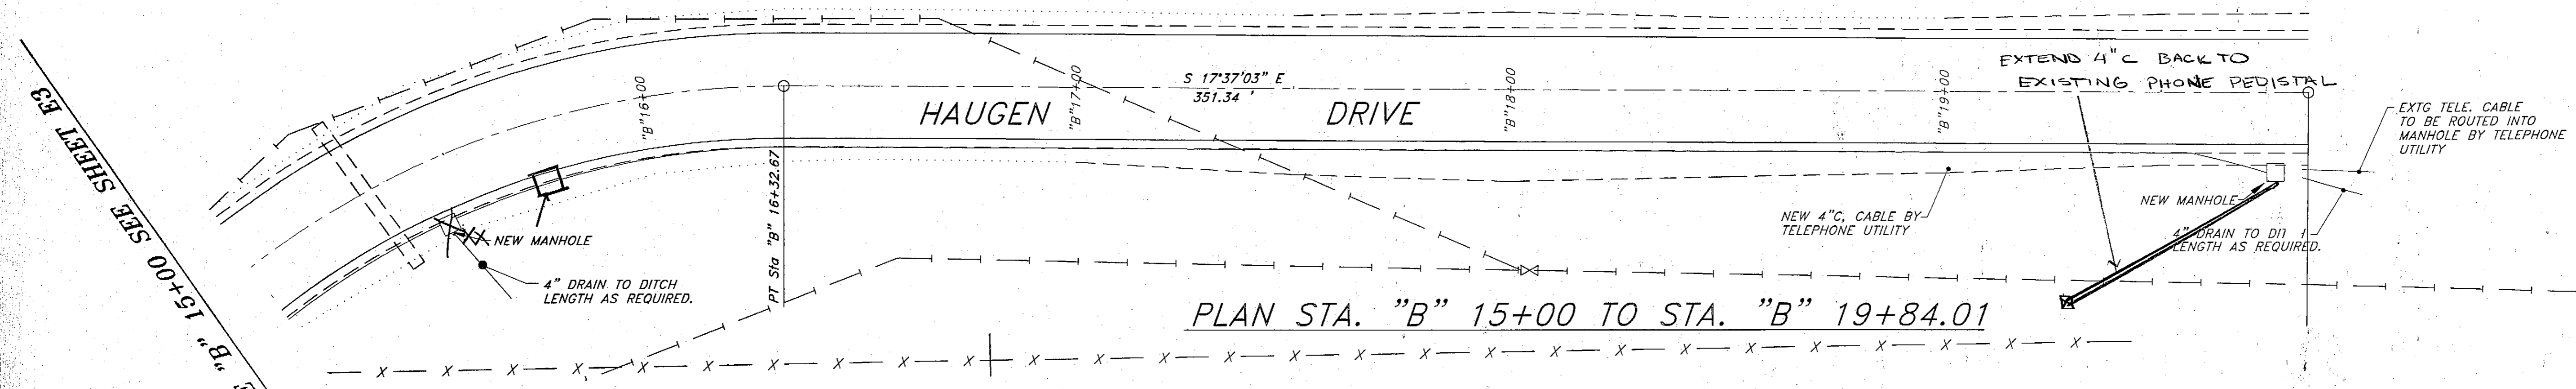 "B" 15+00 SEE SHEET E3
"B"16+00
"B"17+00
"B"18+00
"B"19+00
S 17°37'03" E
351.34 '
HAUGEN DRIVE
EXTEND 4"C BACK TO
EXISTING PHONE PEDISTAL
EXTG TELE. CABLE
TO BE ROUTED INTO
MANHOLE BY TELEPHONE
UTILITY
PT Sta "B" 16+32.67
NEW MANHOLE
4" DRAIN TO DITCH
LENGTH AS REQUIRED.
NEW 4"C, CABLE BY
TELEPHONE UTILITY
NEW MANHOLE
4" DRAIN TO
LENGTH AS REQUIRED.
PLAN STA. "B" 15+00 TO STA. "B" 19+84.01